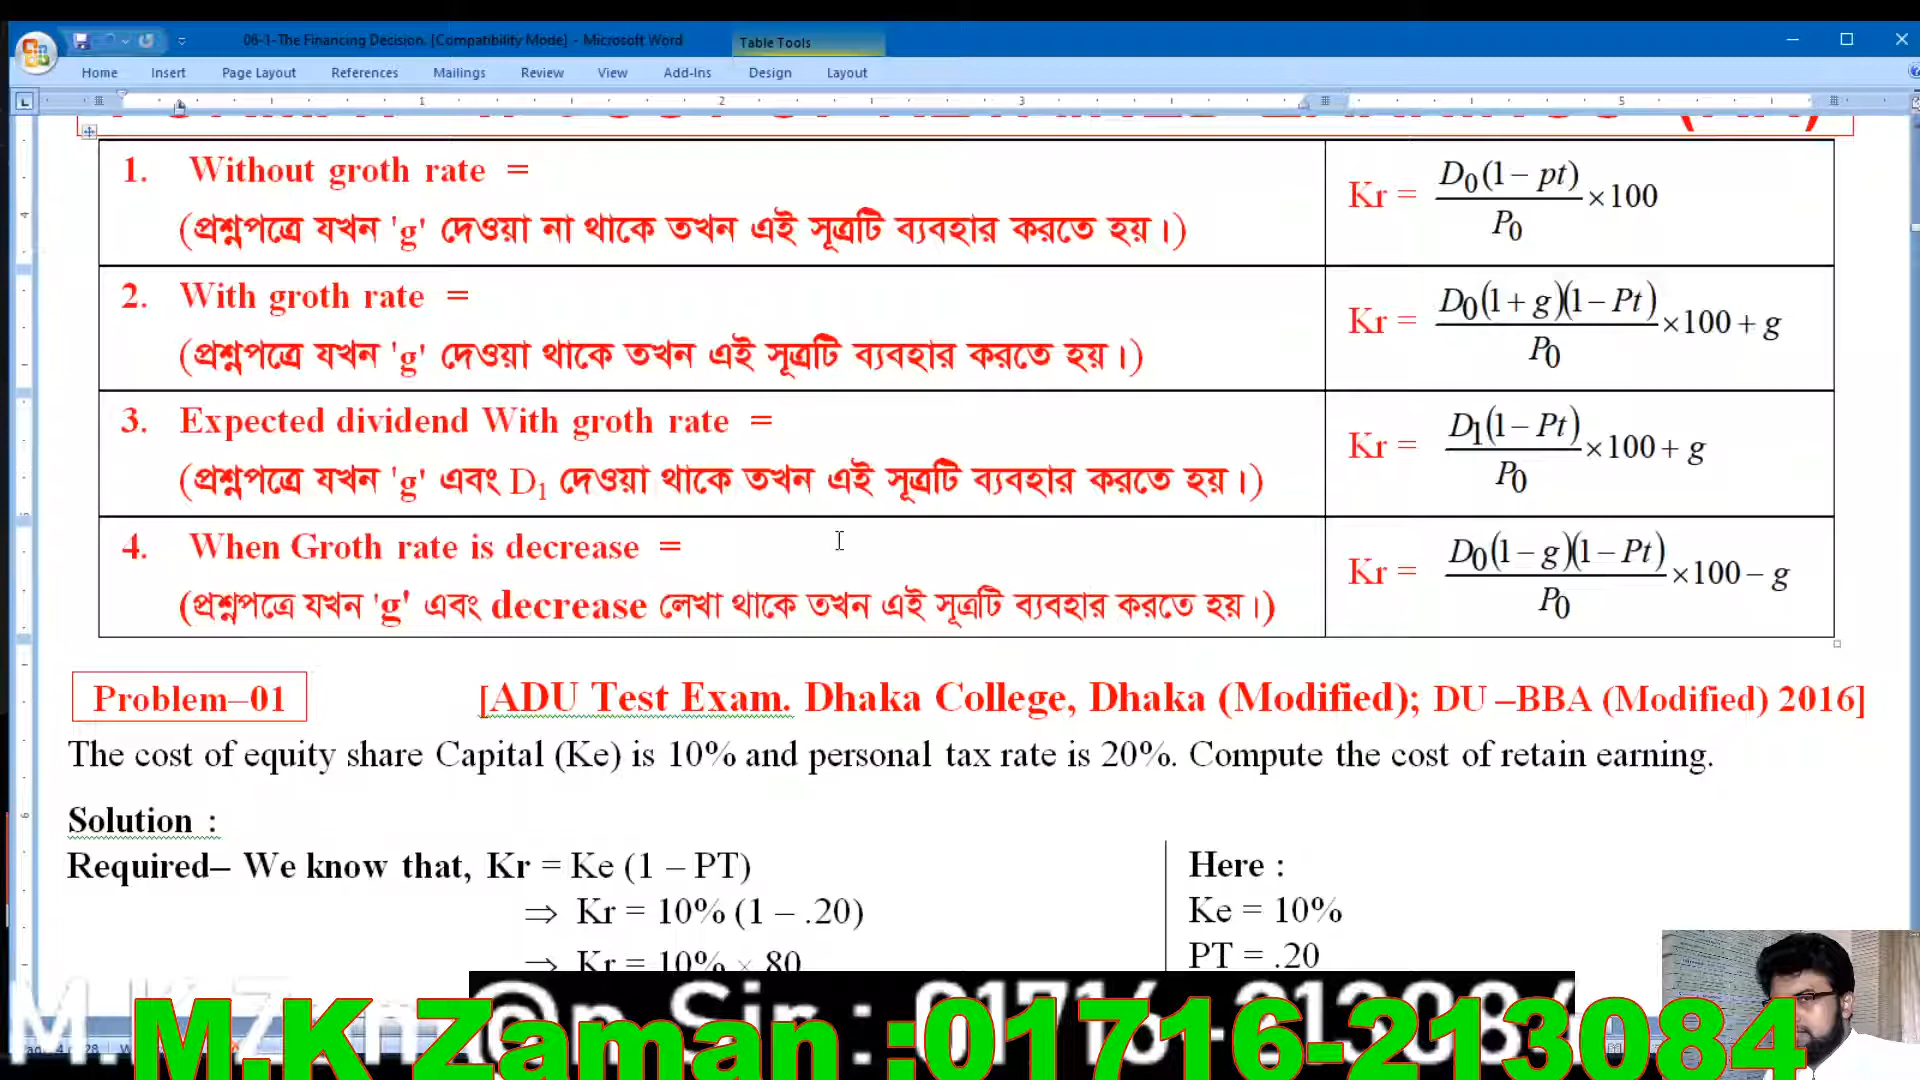 06-1-The Financing Decision. [Compatibility Mode] - Microsoft Word
Table Tools
Home Insert Page Layout References Mailings Review View Add-Ins Design Layout
1 2 3 5
1. Without groth rate =
Kr = D₀(1 − pt) / P₀ ×100
(প্রশ্নপত্রে যখন 'g' দেওয়া না থাকে তখন এই সূত্রটি ব্যবহার করতে হয়।)
2. With groth rate =
Kr = D₀(1 + g)(1 − Pt) / P₀ ×100 + g
(প্রশ্নপত্রে যখন 'g' দেওয়া থাকে তখন এই সূত্রটি ব্যবহার করতে হয়।)
3. Expected dividend With groth rate =
Kr = D₁(1 − Pt) / P₀ ×100 + g
(প্রশ্নপত্রে যখন 'g' এবং D₁ দেওয়া থাকে তখন এই সূত্রটি ব্যবহার করতে হয়।)
4. When Groth rate is decrease =
Kr = D₀(1 − g)(1 − Pt) / P₀ ×100 − g
(প্রশ্নপত্রে যখন 'g' এবং decrease লেখা থাকে তখন এই সূত্রটি ব্যবহার করতে হয়।)
Problem–01 [ADU Test Exam. Dhaka College, Dhaka (Modified); DU –BBA (Modified) 2016]
The cost of equity share Capital (Ke) is 10% and personal tax rate is 20%. Compute the cost of retain earning.
Solution :
Required– We know that, Kr = Ke (1 – PT)
Here :
⇒ Kr = 10% (1 – .20)
Ke = 10%
⇒ Kr = 10% × 80
PT = .20
M.K Zaman :01716-213084